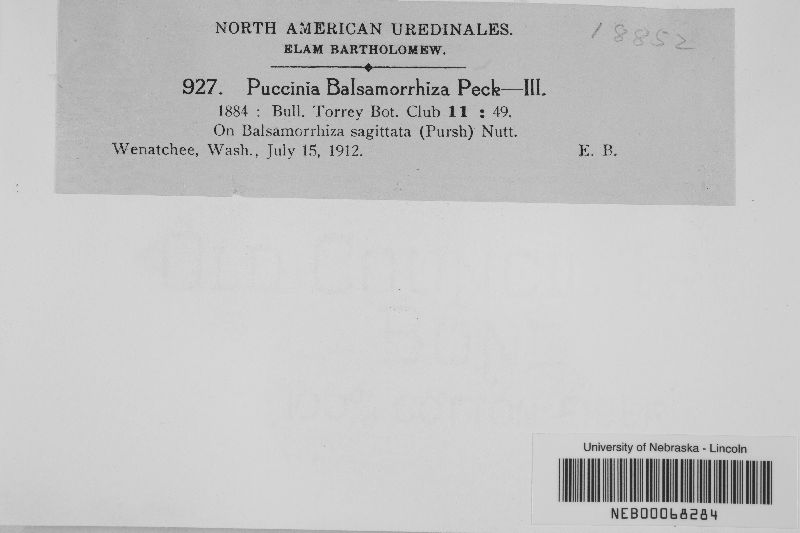 NORTH AMERICAN UREDINALES.
18852
ELAM BARTHOLOMEW.
927. Puccinia Balsamorrhiza Peck—III.
1884 : Bull. Torrey Bot. Club 11 : 49.
On Balsamorrhiza sagittata (Pursh) Nutt.
Wenatchee, Wash., July 15, 1912. E. B.
University of Nebraska - Lincoln
NEB00068284